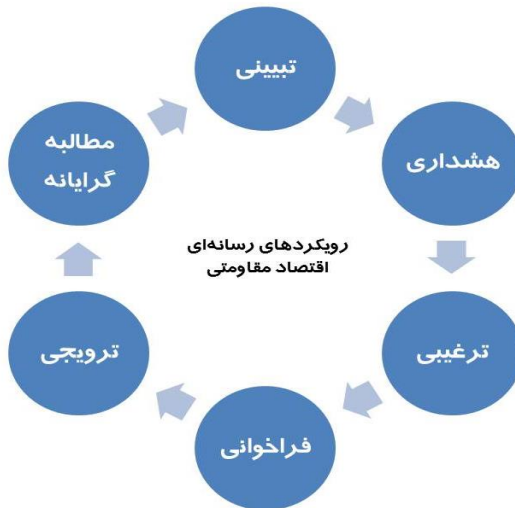 تبیینی
هشداری
ترغیبی
فراخوانی
ترویجی
مطالبه
گرایانه
رویکردهای رسانه‌ای
اقتصاد مقاومتی